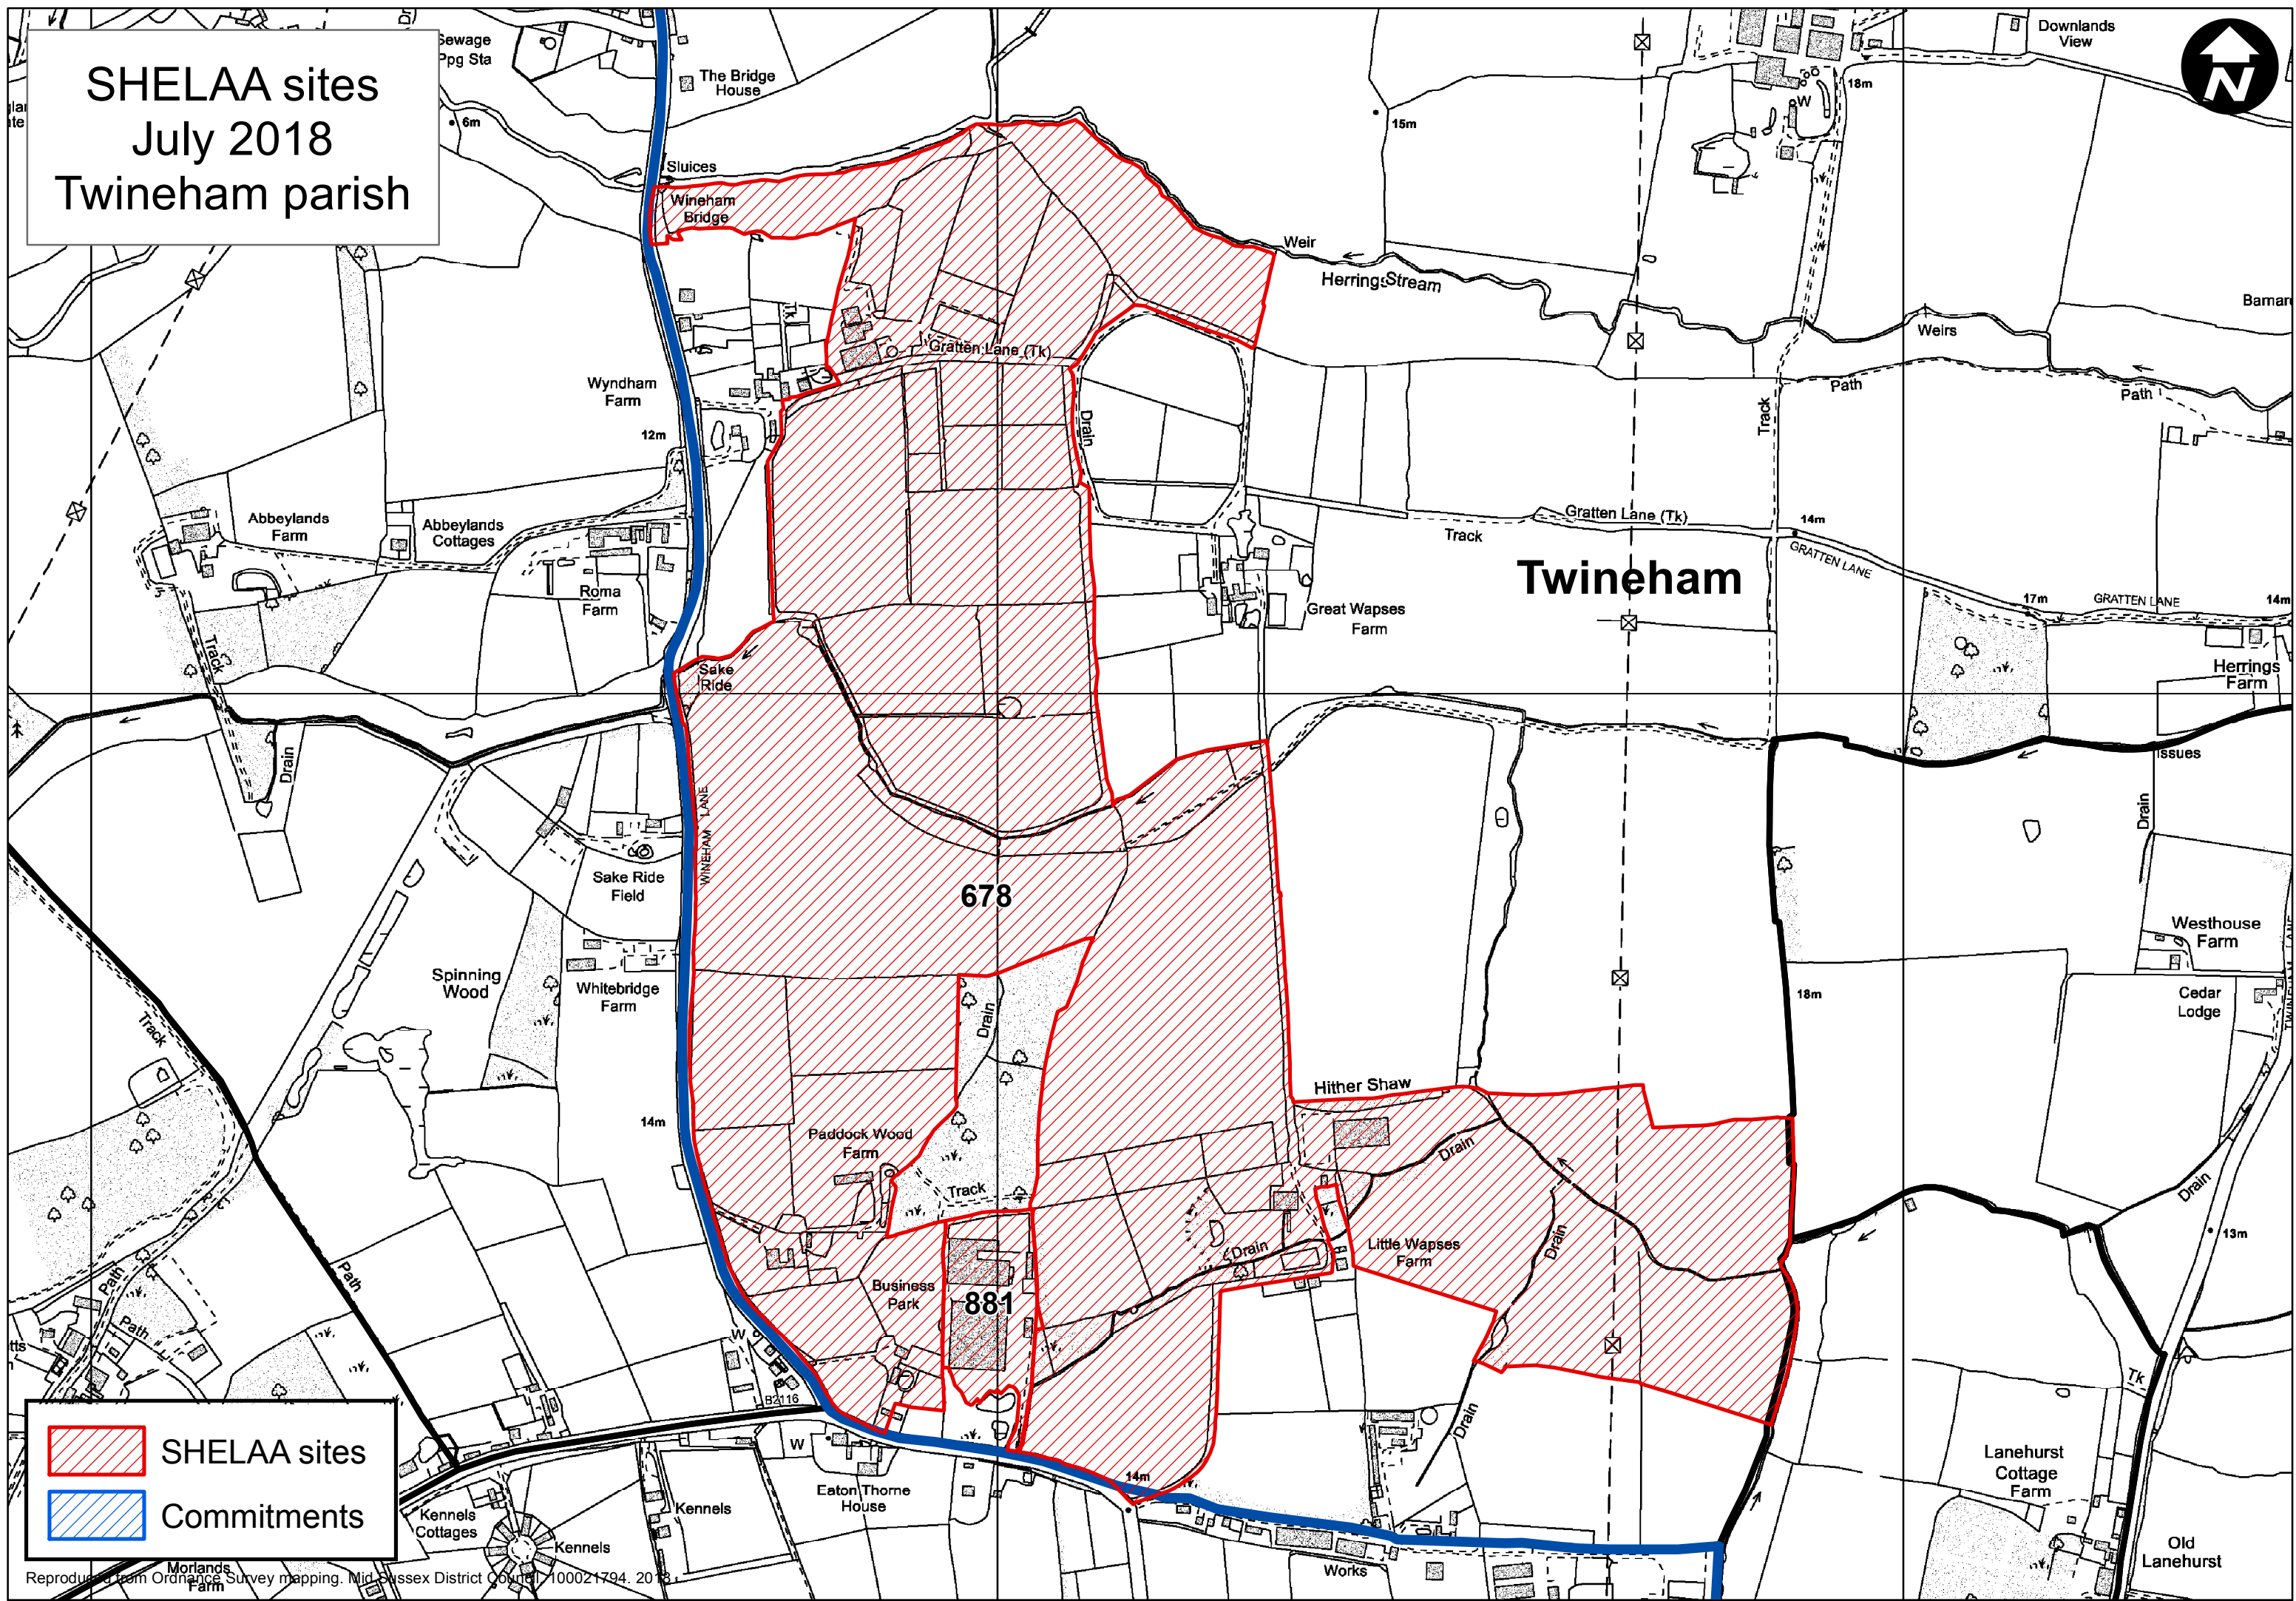 SHELAA sites
July 2018
Twineham parish
Sewage
Ppg Sta
6m
The Bridge
House
Sluices
Wineham
Bridge
Downlands
View
N
18m
W
15m
Weir
Herrings Stream
Weirs
Path
Path
Track
Tk
Gratten Lane (Tk)
Wyndham
Farm
12m
Drain
Abbeylands
Farm
Abbeylands
Cottages
Roma
Farm
Track
Gratten Lane (Tk)
Track
14m
GRATTEN LANE
17m
GRATTEN LANE
14m
Twineham
Great Wapses
Farm
Herrings
Farm
Sake
Ride
Drain
WINEHAM LANE
Issues
Drain
Sake Ride
Field
678
Spinning
Wood
Whitebridge
Farm
Westhouse
Farm
TWINEHAM LANE
Cedar
Lodge
18m
Track
Drain
14m
Hither Shaw
Paddock Wood
Farm
Track
Drain
Drain
Drain
Little Wapses
Farm
Drain
13m
Path
Path
Path
Business
Park
881
W
B2116
Tk
Drain
SHELAA sites
Commitments
W
Eaton Thorne
House
14m
Kennels
Kennels
Cottages
Kennels
Works
Lanehurst
Cottage
Farm
Old
Lanehurst
Morlands
Farm
Reproduced from Ordnance Survey mapping. Mid Sussex District Council. 100021794. 2018.